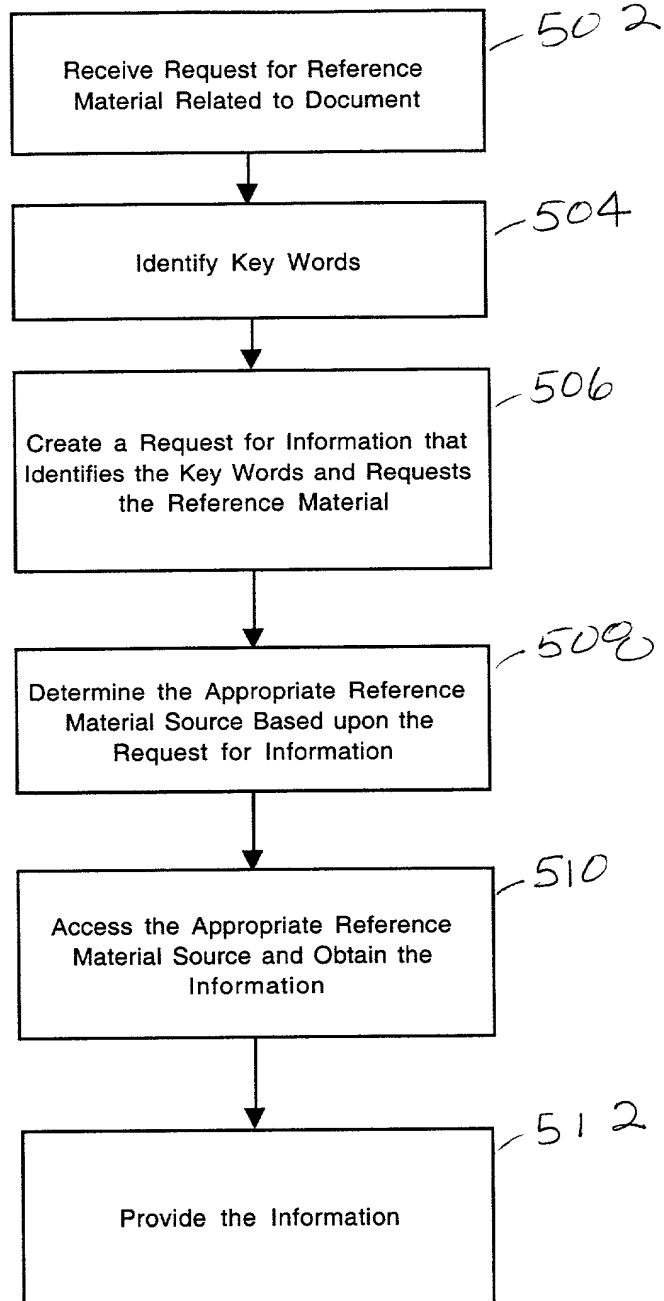 502
Receive Request for Reference
Material Related to Document
504
Identify Key Words
506
Create a Request for Information that
Identifies the Key Words and Requests
the Reference Material
508
Determine the Appropriate Reference
Material Source Based upon the
Request for Information
510
Access the Appropriate Reference
Material Source and Obtain the
Information
512
Provide the Information